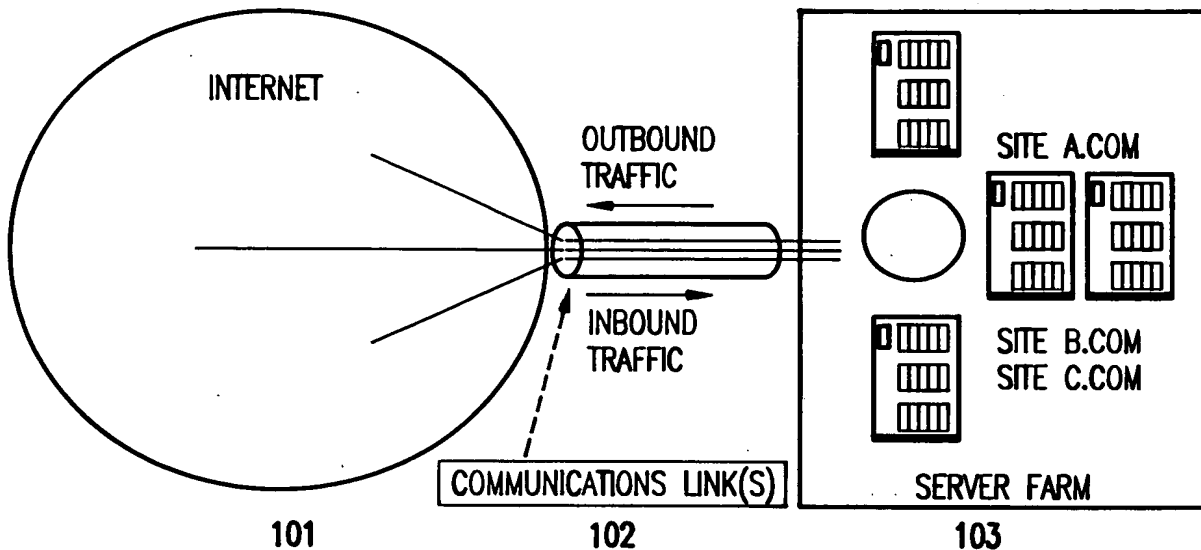 INTERNET
OUTBOUND
TRAFFIC
INBOUND
TRAFFIC
COMMUNICATIONS LINK(S)
SITE A.COM
SITE B.COM
SITE C.COM
SERVER FARM
101
102
103